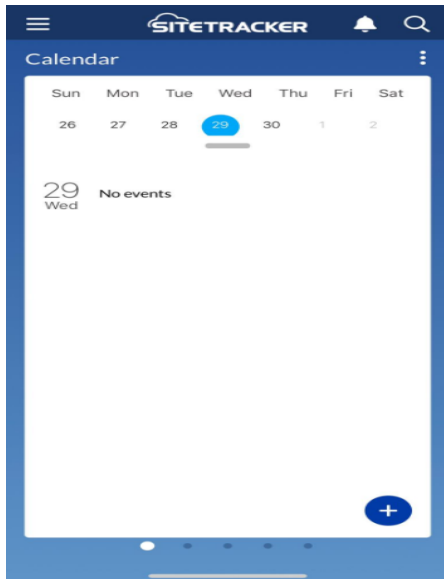 SITETRACKER
Calendar
Sun Mon Tue Wed Thu Fri Sat
26 27 28 29 30 1 2
29 No events
Wed